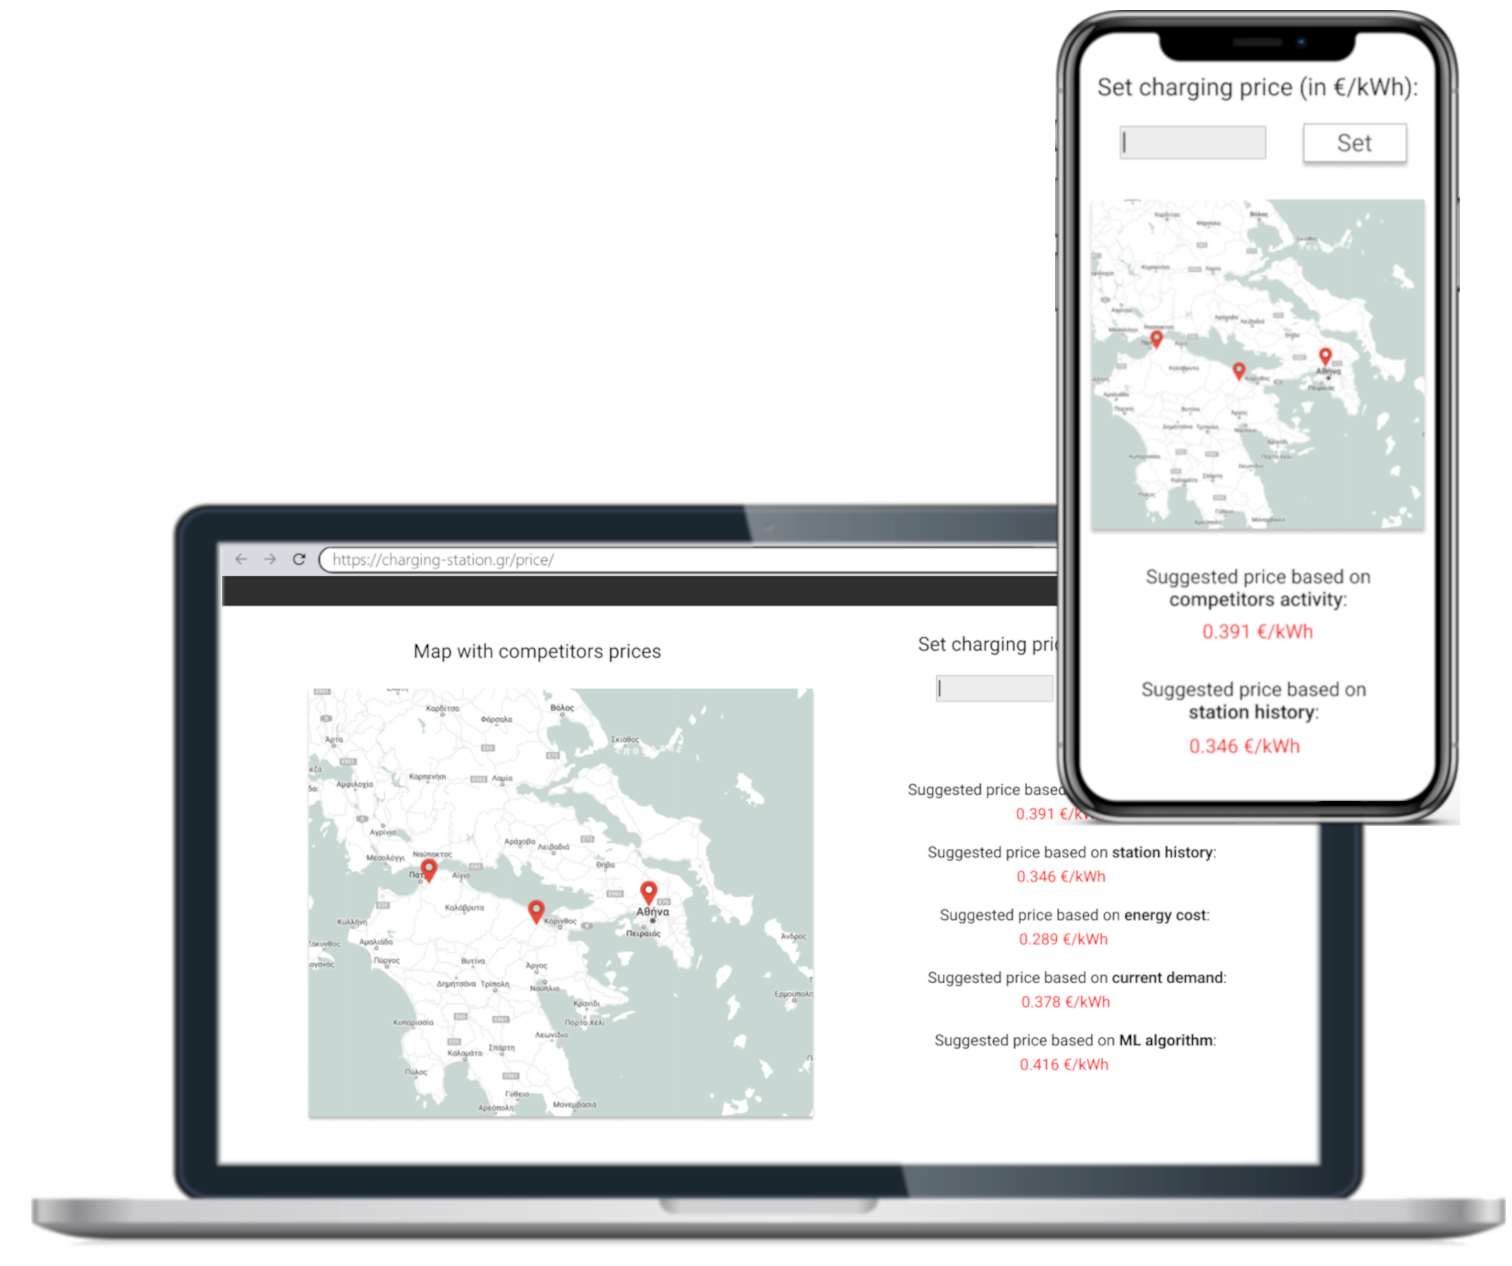 Set charging price (in €/kWh):
Set
Βόλος
Σκιάθος
Λαμία
Αθήνα
Πειραιάς
Suggested price based on
competitors activity:
0.391 €/kWh
Suggested price based on
station history:
0.346 €/kWh
https://charging-station.gr/price/
Map with competitors prices
Καρδίτσα
Βόλος
Φάρσαλα
Σκιάθος
Άρτα
Καρπενήσι
Λαμία
Αμφιλοχία
Αγρίνιο
Αράχοβα
Λειβαδιά
Θήβα
Μεσολόγγι
Ναύπακτος
Αίγιο
Καλάβρυτα
Κόρινθος
Αθήνα
Πειραιάς
Κυλλήνη
Αμαλιάδα
Πύργος
Βυτίνα
Άργος
Άνδρος
Δημητσάνα
Τρίπολη
Ναύπλιο
Ερμούπολη
Κρανίδι
Κυπαρισσία
Πόρτο Χέλι
Λεωνίδιο
Σπάρτη
Καλαμάτα
Πύλος
Γύθειο
Αρεόπολη
Μονεμβασιά
Set charging pri
Suggested price based
0.391 €/k
Suggested price based on station history:
0.346 €/kWh
Suggested price based on energy cost:
0.289 €/kWh
Suggested price based on current demand:
0.378 €/kWh
Suggested price based on ML algorithm:
0.416 €/kWh